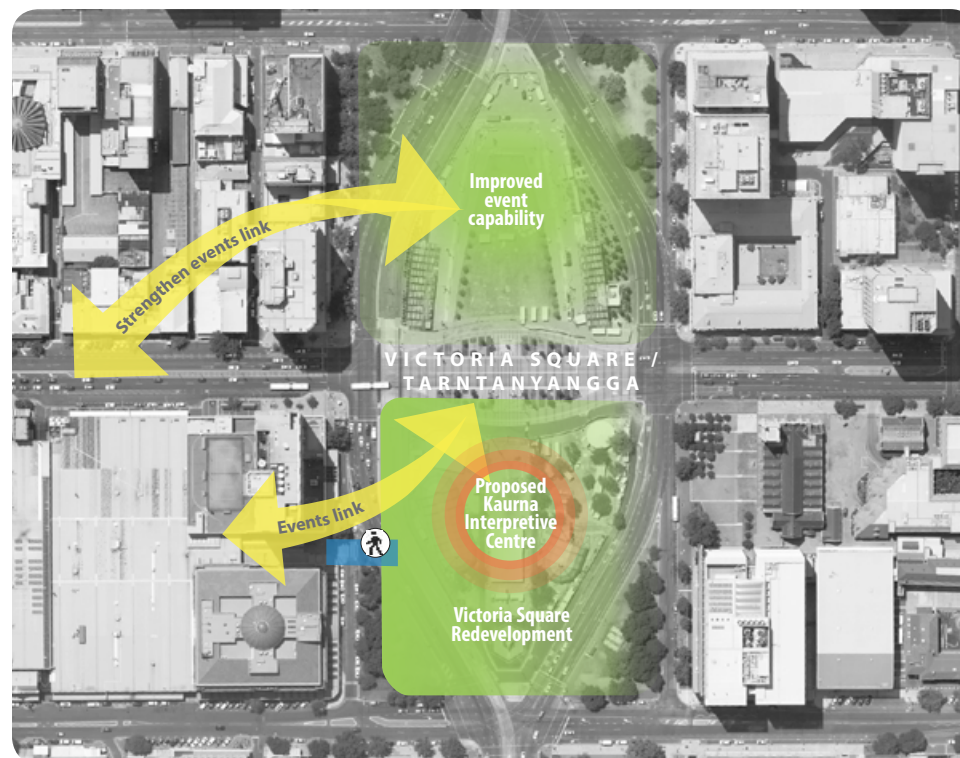 Improved
event
capability
Strengthen events link
VICTORIA SQUARE /
TARNTANYANGGA
Events link
Proposed
Kaurna
Interpretive
Centre
Victoria Square
Redevelopment